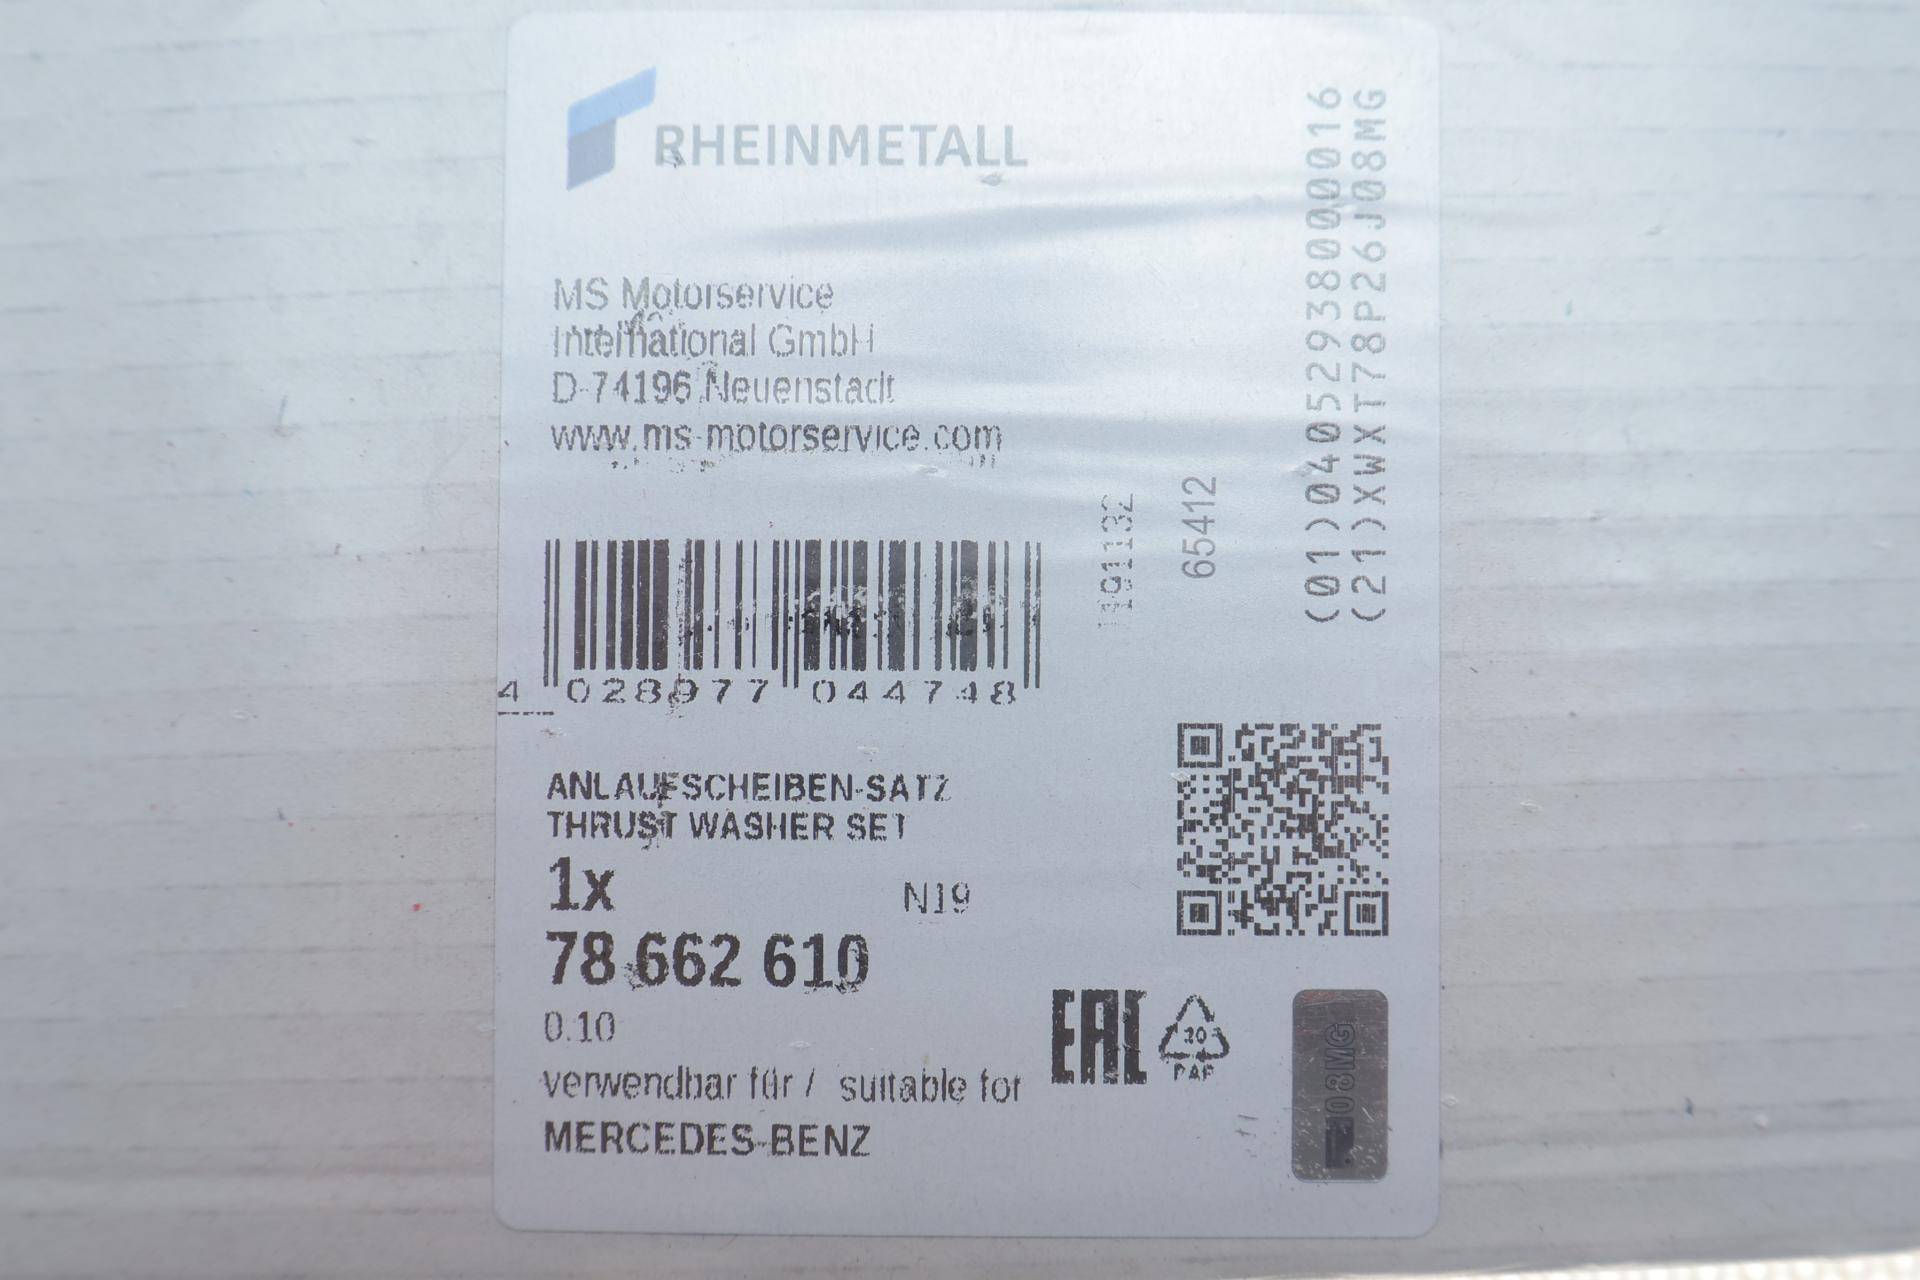 RHEINMETALL
MS Motorservice
International GmbH
D-74196 Neuenstadt
www.ms-motorservice.com
4 028977 044748
191132
65412
(01)04052938000016
(21)XWXT78P26J08MG
ANLAUFSCHEIBEN-SATZ
THRUST WASHER SET
1x
N19
78 662 610
0.10
verwendbar für / suitable for
MERCEDES-BENZ
EAC
20
PAP
08MG